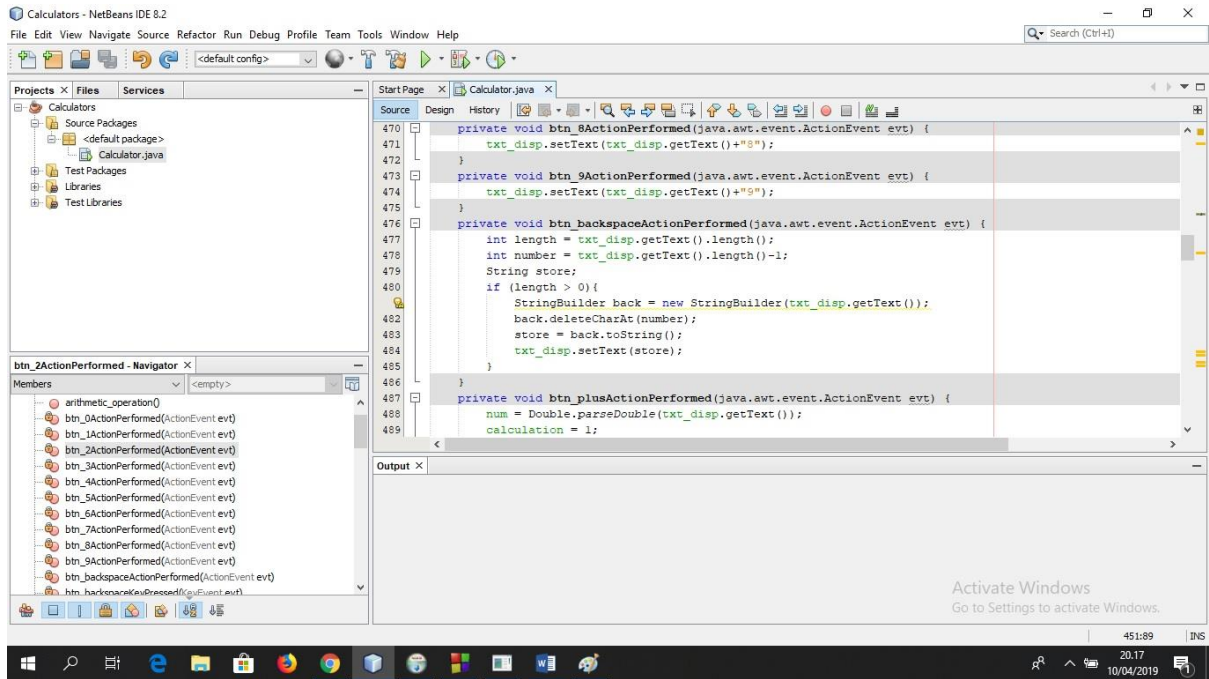 Calculators - NetBeans IDE 8.2
File Edit View Navigate Source Refactor Run Debug Profile Team Tools Window Help
Search (Ctrl+I)
<default config>
Projects Files Services
Calculators
Source Packages
<default package>
Calculator.java
Test Packages
Libraries
Test Libraries
Start Page Calculator.java
Source Design History
470 private void btn_8ActionPerformed(java.awt.event.ActionEvent evt) {
471 txt_disp.setText(txt_disp.getText()+"8");
472 }
473 private void btn_9ActionPerformed(java.awt.event.ActionEvent evt) {
474 txt_disp.setText(txt_disp.getText()+"9");
475 }
476 private void btn_backspaceActionPerformed(java.awt.event.ActionEvent evt) {
477 int length = txt_disp.getText().length();
478 int number = txt_disp.getText().length()-1;
479 String store;
480 if (length > 0){
StringBuilder back = new StringBuilder(txt_disp.getText());
482 back.deleteCharAt(number);
483 store = back.toString();
484 txt_disp.setText(store);
485 }
486 }
487 private void btn_plusActionPerformed(java.awt.event.ActionEvent evt) {
488 num = Double.parseDouble(txt_disp.getText());
489 calculation = 1;
btn_2ActionPerformed - Navigator
Members <empty>
arithmetic_operation()
btn_0ActionPerformed(ActionEvent evt)
btn_1ActionPerformed(ActionEvent evt)
btn_2ActionPerformed(ActionEvent evt)
btn_3ActionPerformed(ActionEvent evt)
btn_4ActionPerformed(ActionEvent evt)
btn_5ActionPerformed(ActionEvent evt)
btn_6ActionPerformed(ActionEvent evt)
btn_7ActionPerformed(ActionEvent evt)
btn_8ActionPerformed(ActionEvent evt)
btn_9ActionPerformed(ActionEvent evt)
btn_backspaceActionPerformed(ActionEvent evt)
btn_backspaceKeyPressed(KeyEvent evt)
Output
Activate Windows
Go to Settings to activate Windows.
451:89 INS
20.17
10/04/2019